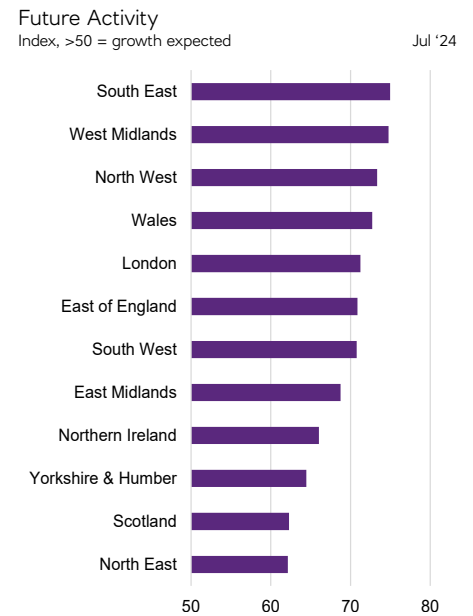 Future Activity
Index, >50 = growth expected
Jul ‘24
South East
West Midlands
North West
Wales
London
East of England
South West
East Midlands
Northern Ireland
Yorkshire & Humber
Scotland
North East
50 60 70 80